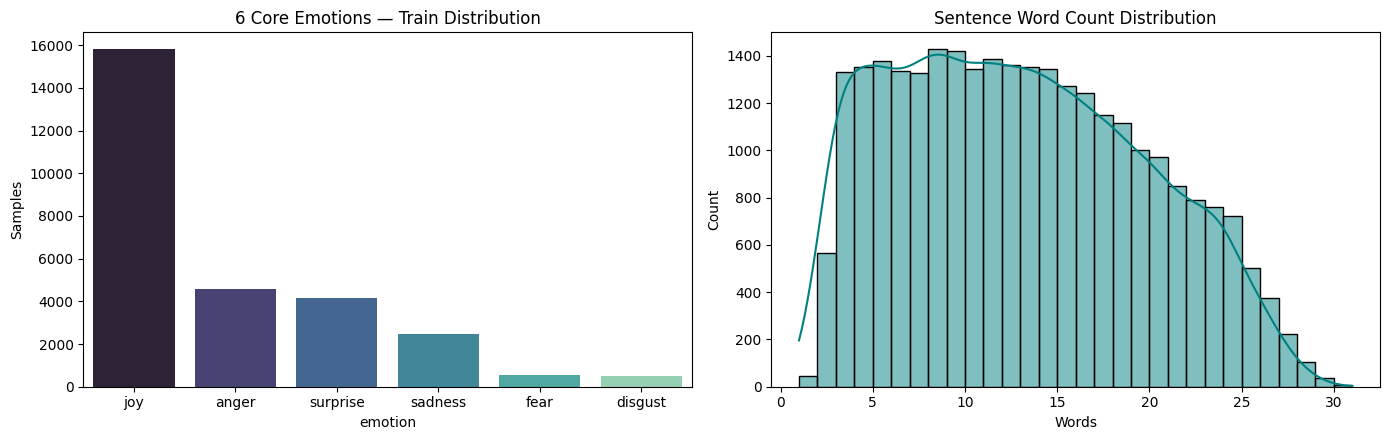 6 Core Emotions — Train Distribution
Samples
16000
14000
12000
10000
8000
6000
4000
2000
0
joy anger surprise sadness fear disgust
emotion
Sentence Word Count Distribution
Count
1400
1200
1000
800
600
400
200
0
0 5 10 15 20 25 30
Words